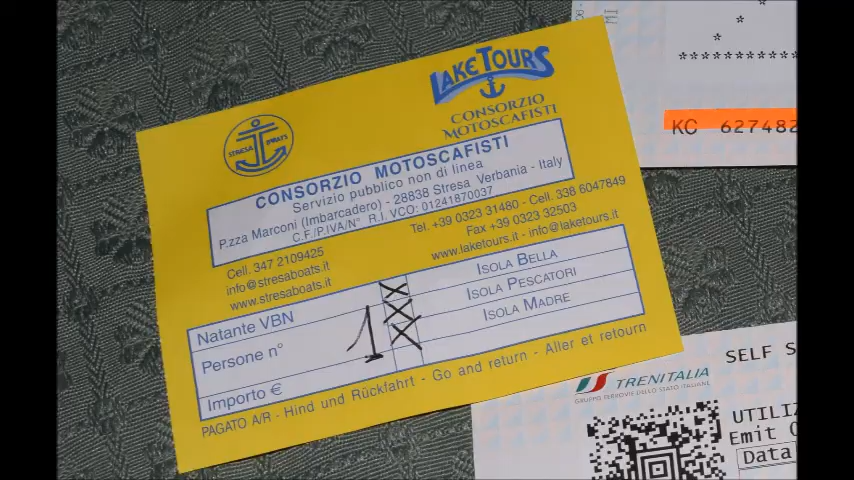 LAKE TOURS
CONSORZIO
MOTOSCAFISTI
STRESA BOATS
CONSORZIO MOTOSCAFISTI
Servizio pubblico non di linea
P.zza Marconi (Imbarcadero) - 28838 Stresa Verbania - Italy
C.F./P.IVA/N° R.I. VCO: 01241870037
Cell. 347 2109425
info@stresaboats.it
www.stresaboats.it
Tel. +39 0323 31480 - Cell. 338 6047849
Fax +39 0323 32503
www.laketours.it - info@laketours.it
Natante VBN
Persone n° 1
Importo €
X ISOLA BELLA
X ISOLA PESCATORI
X ISOLA MADRE
PAGATO A/R - Hind und Rückfahrt - Go and return - Aller et retourn
***********
KC 627482
SELF S
TRENITALIA
GRUPPO FERROVIE DELLO STATO ITALIANE
UTILIZ
Emit
Data